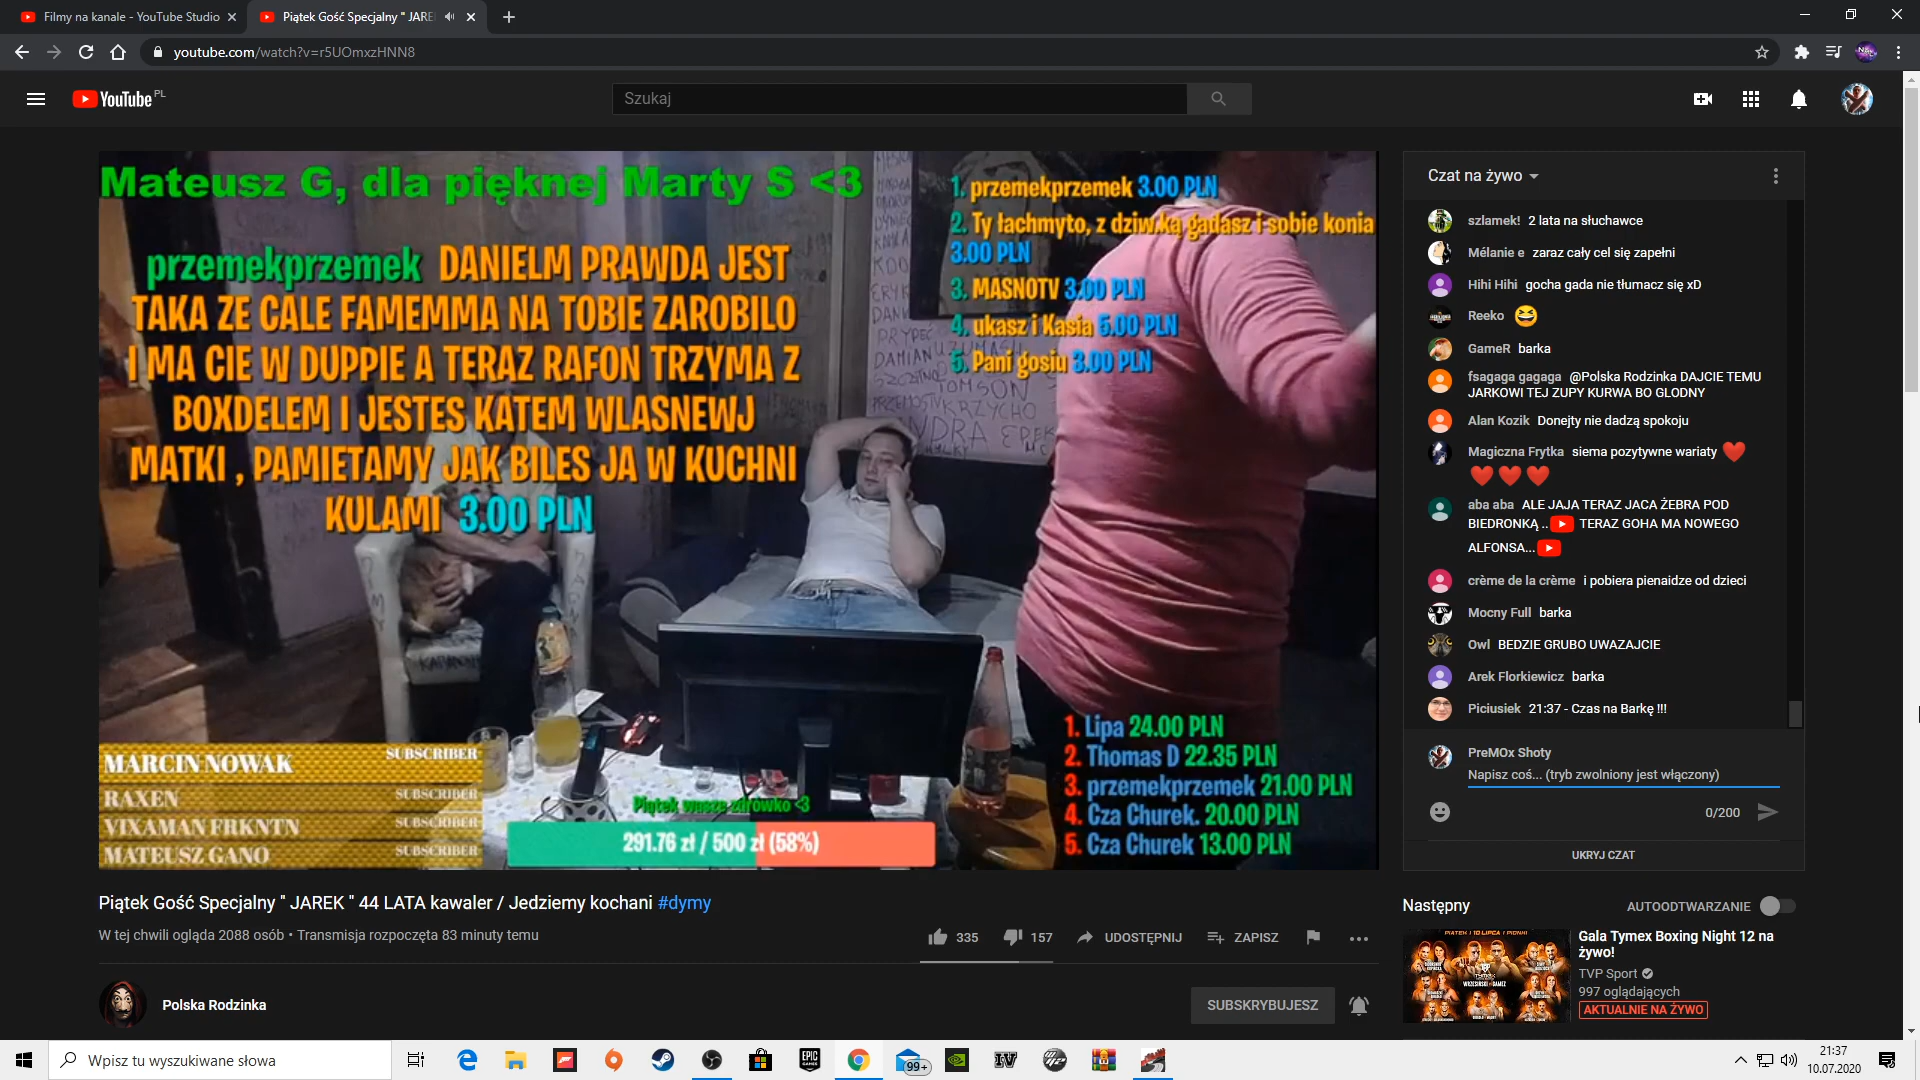 Filmy na kanale - YouTube Studio
Piątek Gość Specjalny " JAREK
youtube.com/watch?v=r5UOmxzHNN8
YouTube PL
Szukaj
Mateusz G, dla pięknej Marty S <3
przemekprzemek DANIELM PRAWDA JEST
TAKA ZE CALE FAMEMMA NA TOBIE ZAROBILO
I MA CIE W DUPPIE A TERAZ RAFON TRZYMA Z
BOXDELEM I JESTES KATEM WLASNEWJ
MATKI , PAMIETAMY JAK BILES JA W KUCHNI
KULAMI 3.00 PLN
1. przemekprzemek 3.00 PLN
2. Ty łachmyto, z dziw.ką gadasz i sobie konia
3.00 PLN
3. MASNOTV 3.00 PLN
4. ukasz i Kasia 5.00 PLN
5. Pani gosiu 3.00 PLN
TOMSON
KRZYCHO
MARCIN NOWAK SUBSCRIBER
RAXEN SUBSCRIBER
VIXAMAN FRKNTN SUBSCRIBER
MATEUSZ GANO SUBSCRIBER
Piątek wasze zdrówko <3
291.76 zł / 500 zł (58%)
1. Lipa 24.00 PLN
2. Thomas D 22.35 PLN
3. przemekprzemek 21.00 PLN
4. Cza Churek. 20.00 PLN
5. Cza Churek 13.00 PLN
Piątek Gość Specjalny " JAREK " 44 LATA kawaler / Jedziemy kochani #dymy
W tej chwili ogląda 2088 osób • Transmisja rozpoczęta 83 minuty temu
335 157 UDOSTĘPNIJ ZAPISZ
Polska Rodzinka
SUBSKRYBUJESZ
Czat na żywo
szlamek! 2 lata na słuchawce
Mélanie e zaraz cały cel się zapełni
Hihi Hihi gocha gada nie tłumacz się xD
Reeko
GameR barka
fsagaga gagaga @Polska Rodzinka DAJCIE TEMU
JARKOWI TEJ ZUPY KURWA BO GLODNY
Alan Kozik Donejty nie dadzą spokoju
Magiczna Frytka siema pozytywne wariaty
aba aba ALE JAJA TERAZ JACA ŻEBRA POD
BIEDRONKĄ .. TERAZ GOHA MA NOWEGO
ALFONSA...
crème de la crème i pobiera pienaidze od dzieci
Mocny Full barka
Owl BEDZIE GRUBO UWAZAJCIE
Arek Florkiewicz barka
Piciusiek 21:37 - Czas na Barkę !!!
PreMOx Shoty
Napisz coś... (tryb zwolniony jest włączony)
0/200
UKRYJ CZAT
Następny
AUTOODTWARZANIE
Gala Tymex Boxing Night 12 na
żywo!
TVP Sport
997 oglądających
AKTUALNIE NA ŻYWO
Wpisz tu wyszukiwane słowa
EPIC GAMES
99+
IV
21:37
10.07.2020